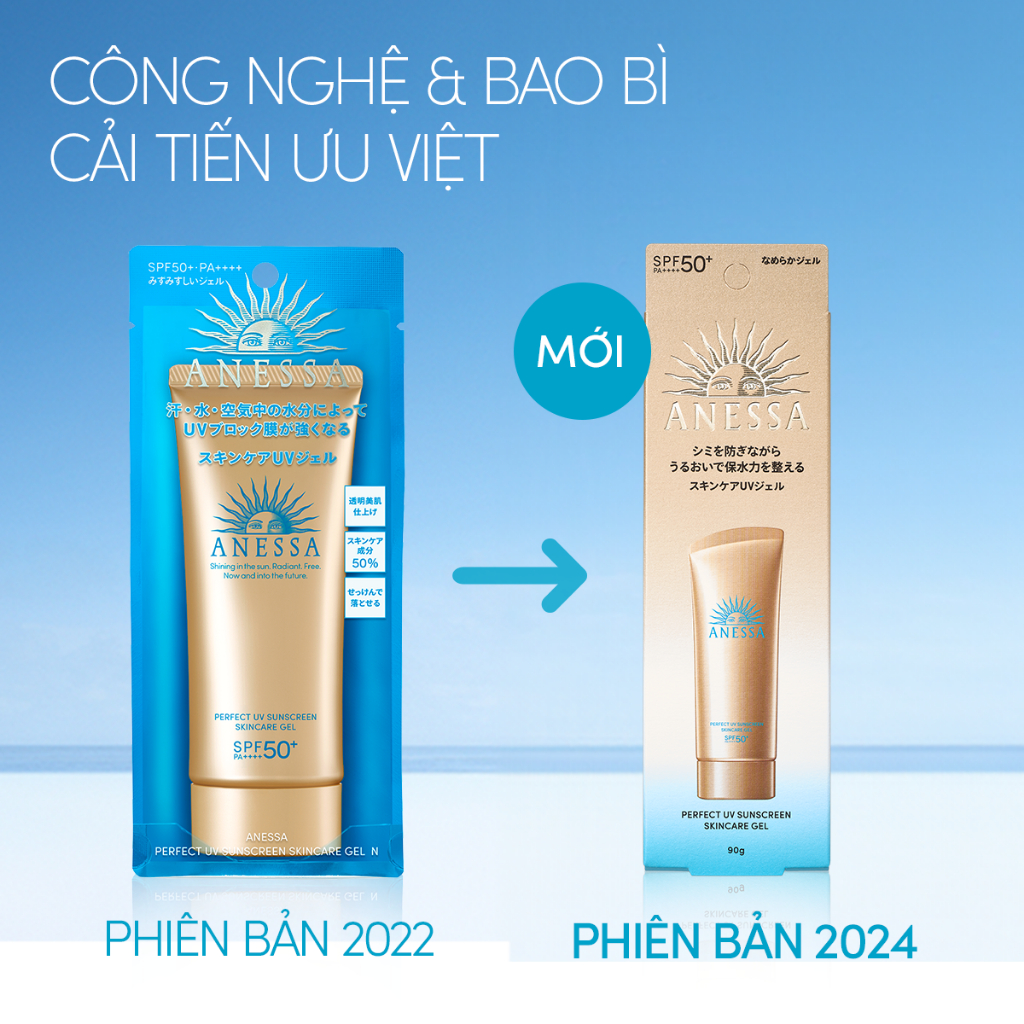 CÔNG NGHỆ & BAO BÌ
CẢI TIẾN ƯU VIỆT
SPF50+・PA++++
みずみずしいジェル
ANESSA
汗・水・空気中の水分によって
UVブロック膜が強くなる
スキンケアUVジェル
透明美肌
仕上げ
スキンケア
成分
50%
せっけんで
落とせる
ANESSA
Shining in the sun. Radiant. Free.
Now and into the future.
PERFECT UV SUNSCREEN
SKINCARE GEL
SPF50+
PA++++
ANESSA
PERFECT UV SUNSCREEN SKINCARE GEL N
PHIÊN BẢN 2022
MỚI
SPF50+
PA++++
なめらかジェル
ANESSA
シミを防ぎながら
うるおいで保水力を整える
スキンケアUVジェル
ANESSA
PERFECT UV SUNSCREEN
SKINCARE GEL
SPF50+
PERFECT UV SUNSCREEN
SKINCARE GEL
90g
PHIÊN BẢN 2024